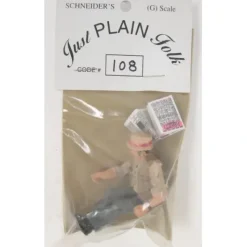 SCHNEIDER'S (G) Scale
Just PLAIN Folk
CODE# 108